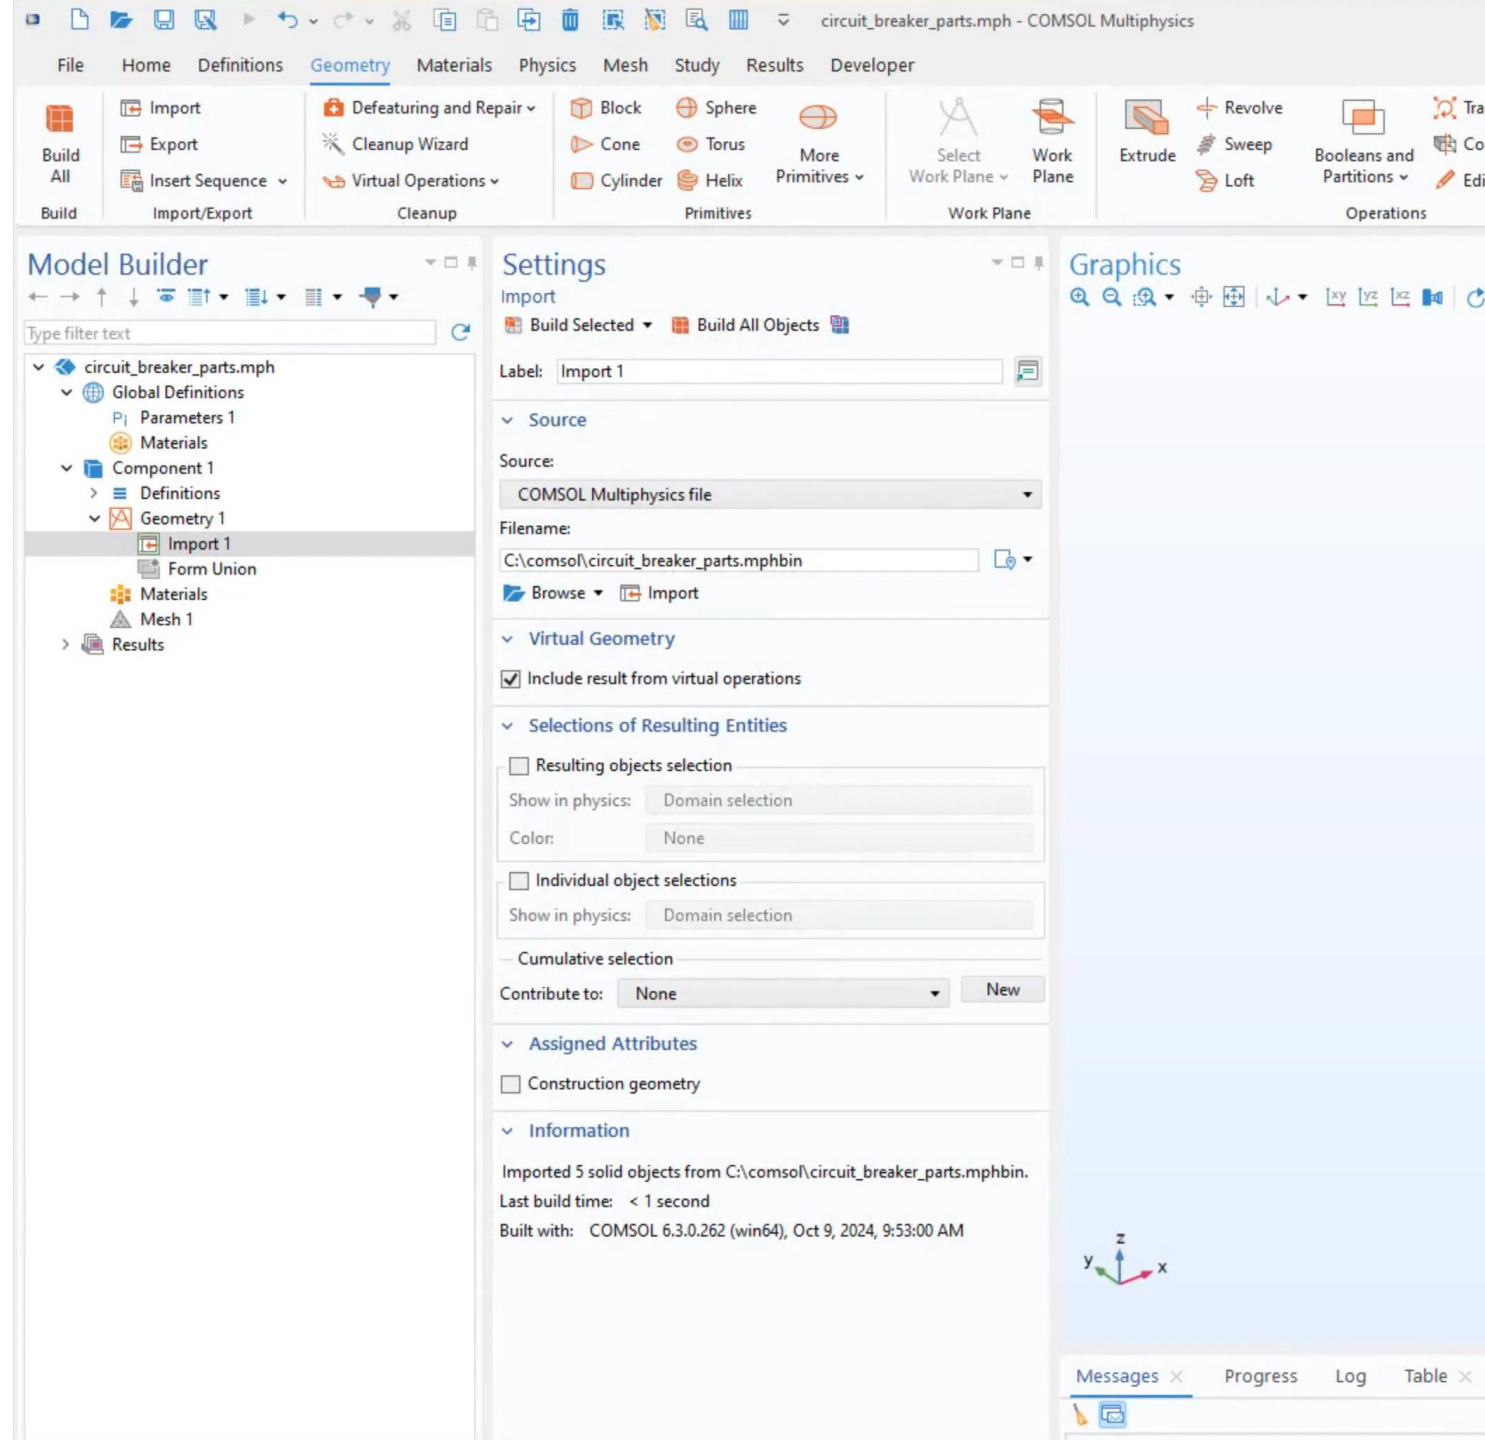 circuit_breaker_parts.mph - COMSOL Multiphysics
File Home Definitions Geometry Materials Physics Mesh Study Results Developer
Build All
Build
Import
Export
Insert Sequence
Import/Export
Defeaturing and Repair
Cleanup Wizard
Virtual Operations
Cleanup
Block Sphere
Cone Torus
Cylinder Helix
More Primitives
Primitives
Select Work Plane
Work Plane
Work Plane
Extrude
Revolve
Sweep
Loft
Booleans and Partitions
Tra
Co
Edi
Operations
Model Builder
Type filter text
circuit_breaker_parts.mph
Global Definitions
Pi Parameters 1
Materials
Component 1
Definitions
Geometry 1
Import 1
Form Union
Materials
Mesh 1
Results
Settings
Import
Build Selected Build All Objects
Label: Import 1
Source
Source:
COMSOL Multiphysics file
Filename:
C:\comsol\circuit_breaker_parts.mphbin
Browse Import
Virtual Geometry
Include result from virtual operations
Selections of Resulting Entities
Resulting objects selection
Show in physics: Domain selection
Color: None
Individual object selections
Show in physics: Domain selection
Cumulative selection
Contribute to: None New
Assigned Attributes
Construction geometry
Information
Imported 5 solid objects from C:\comsol\circuit_breaker_parts.mphbin.
Last build time: < 1 second
Built with: COMSOL 6.3.0.262 (win64), Oct 9, 2024, 9:53:00 AM
Graphics
xy yz xz
z
y x
Messages Progress Log Table